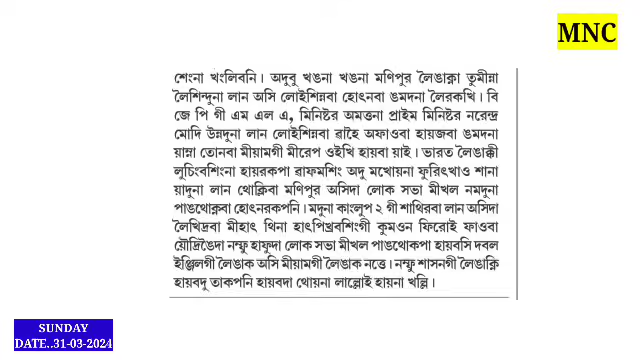 MNC
শেংনা খংলিবনি। অদুবু খঙনা খঙনা মণিপুর লৈঙাক্না তুমীন্না
লৈশিন্দুনা লান অসি লোইশিন্নবা হোৎনবা ঙমদনা লৈরকখি। বি
জে পি গী এম এল এ, মিনিষ্টর অমত্তনা প্রাইম মিনিষ্টর নরেন্দ্র
মোদি উন্নদুনা লান লোইশিন্নবা ৱাহৈ অফাওবা হায়জবা ঙমদনা
য়াম্না তোনবা মীয়ামগী মীরেপ ওইখি হায়বা য়াই। ভারত লৈঙাক্কী
লুচিংবশিংনা হায়রকপা ৱাফমশিং অদু মখোয়না ফুরিৎখাও শানা
য়াদুনা লান থোক্লিবা মণিপুর অসিদা লোক সভা মীখল নমদুনা
পাঙথোক্লবা হোৎনরকপনি। মদুনা কাংলুপ ২ গী শাথিরবা লান অসিদা
লৈখিদ্রবা মীহাৎ থিনা হাৎপিখ্রবশিংগী কুমওন ফিরোই ফাওবা
য়ৌদ্রিঙৈদা নম্ফু হাফুদা লোক সভা মীখল পাঙথোকপা হায়বসি দবল
ইঞ্জিলগী লৈঙাক অসি মীয়ামগী লৈঙাক নত্তে। নম্ফু শাসনগী লৈঙাক্নি
হায়বদু তাকপনি হায়বদা থোয়না লাল্লোই হায়না খল্লি।
SUNDAY
DATE..31-03-2024